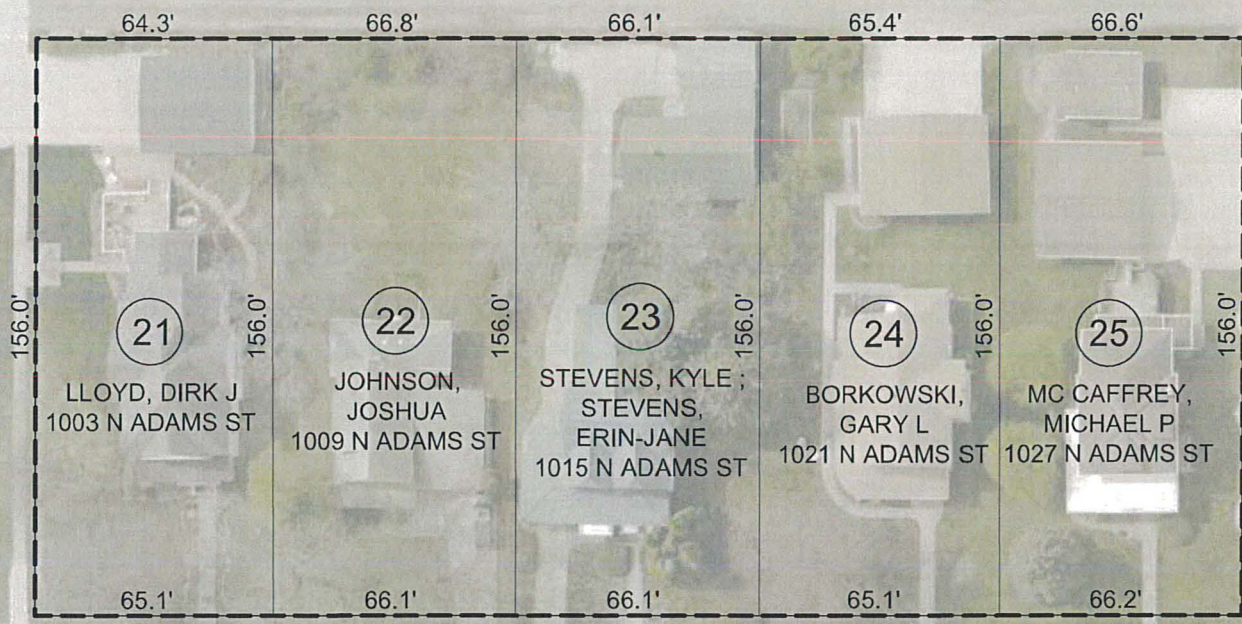 64.3' 66.8' 66.1' 65.4' 66.6'
156.0' 156.0' 156.0' 156.0' 156.0' 156.0'
21
LLOYD, DIRK J
1003 N ADAMS ST
22
JOHNSON,
JOSHUA
1009 N ADAMS ST
23
STEVENS, KYLE ;
STEVENS,
ERIN-JANE
1015 N ADAMS ST
24
BORKOWSKI,
GARY L
1021 N ADAMS ST
25
MC CAFFREY,
MICHAEL P
1027 N ADAMS ST
65.1' 66.1' 66.1' 65.1' 66.2'